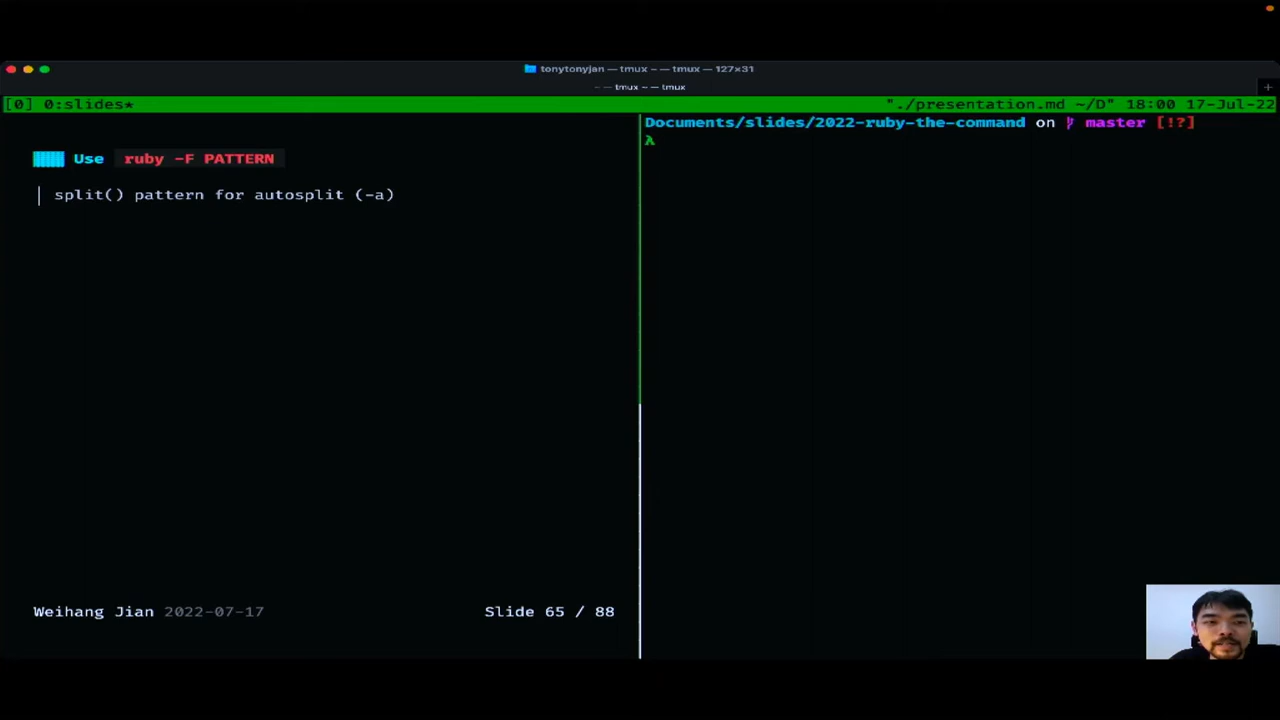 tonytonyjan — tmux ~ — tmux — 127×31
~ — tmux ~ — tmux
[0] 0:slides* "./presentation.md ~/D" 18:00 17-Jul-22
Use ruby -F PATTERN
split() pattern for autosplit (-a)
Weihang Jian 2022-07-17 Slide 65 / 88
Documents/slides/2022-ruby-the-command on master [!?]
λ